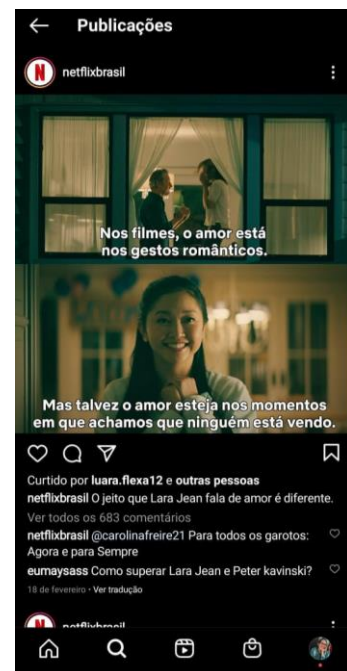 Publicações
N netflixbrasil
Nos filmes, o amor está
nos gestos românticos.
Mas talvez o amor esteja nos momentos
em que achamos que ninguém está vendo.
Curtido por luara.flexa12 e outras pessoas
netflixbrasil O jeito que Lara Jean fala de amor é diferente.
Ver todos os 683 comentários
netflixbrasil @carolinafreire21 Para todos os garotos:
Agora e para Sempre
eumaysass Como superar Lara Jean e Peter kavinski?
18 de fevereiro • Ver tradução
N netflixbrasil